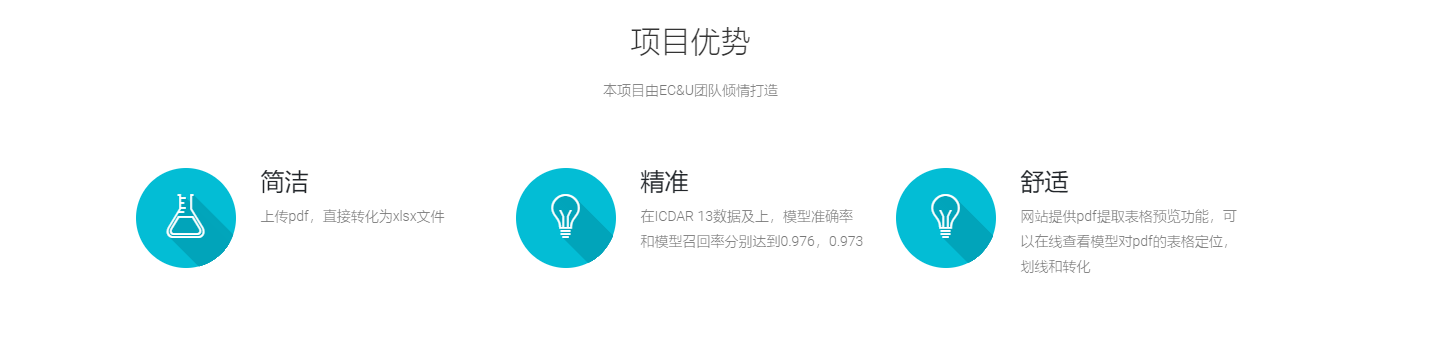 项目优势
本项目由EC&U团队倾情打造
简洁
上传pdf，直接转化为xlsx文件
精准
在ICDAR 13数据及上，模型准确率
和模型召回率分别达到0.976，0.973
舒适
网站提供pdf提取表格预览功能，可
以在线查看模型对pdf的表格定位，
划线和转化